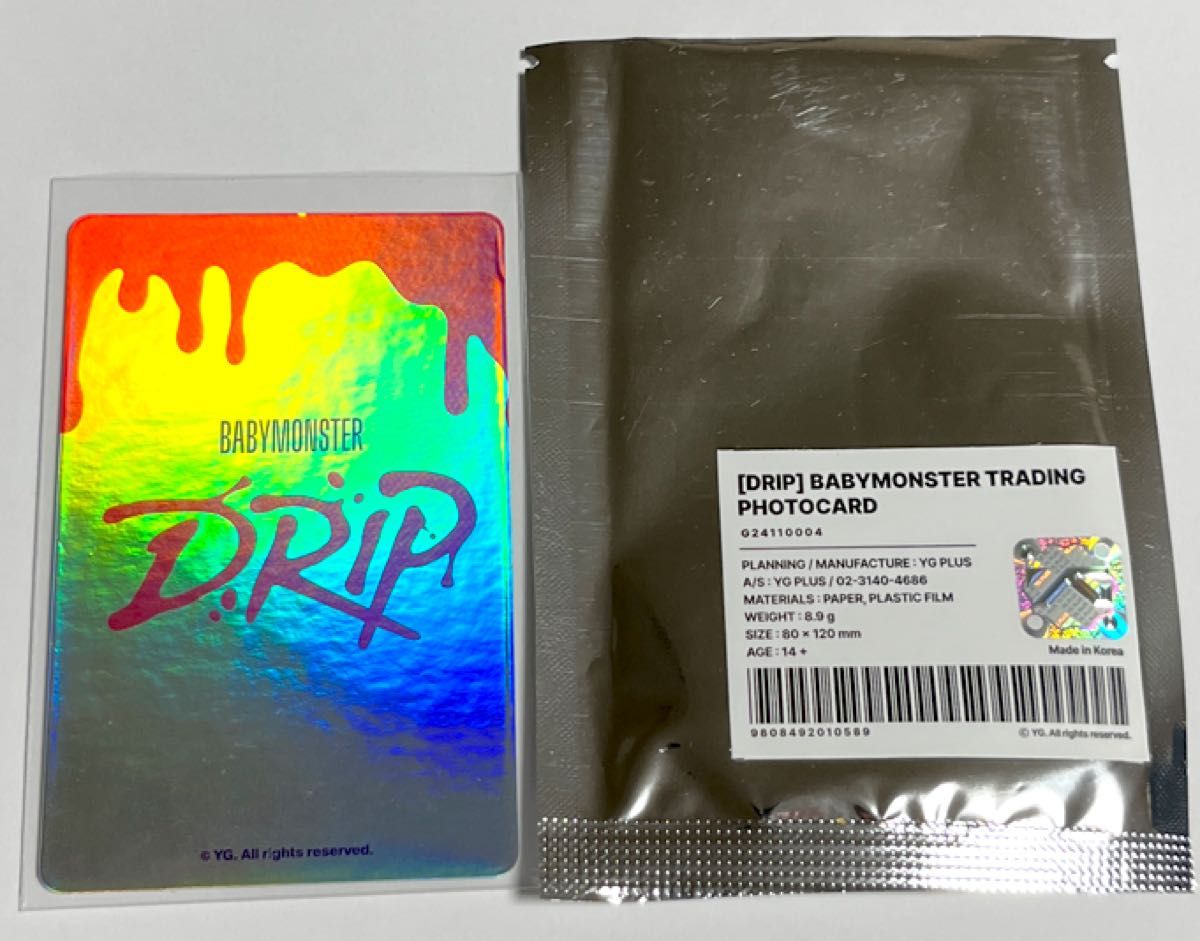 BABYMONSTER
DRIP
© YG. All rights reserved.
[DRIP] BABYMONSTER TRADING
PHOTOCARD
G24110004
PLANNING / MANUFACTURE : YG PLUS
A/S : YG PLUS / 02-3140-4686
MATERIALS : PAPER, PLASTIC FILM
WEIGHT : 8.9 g
SIZE : 80 × 120 mm
AGE : 14 +
Made in Korea
9808492010589
© YG. All rights reserved.